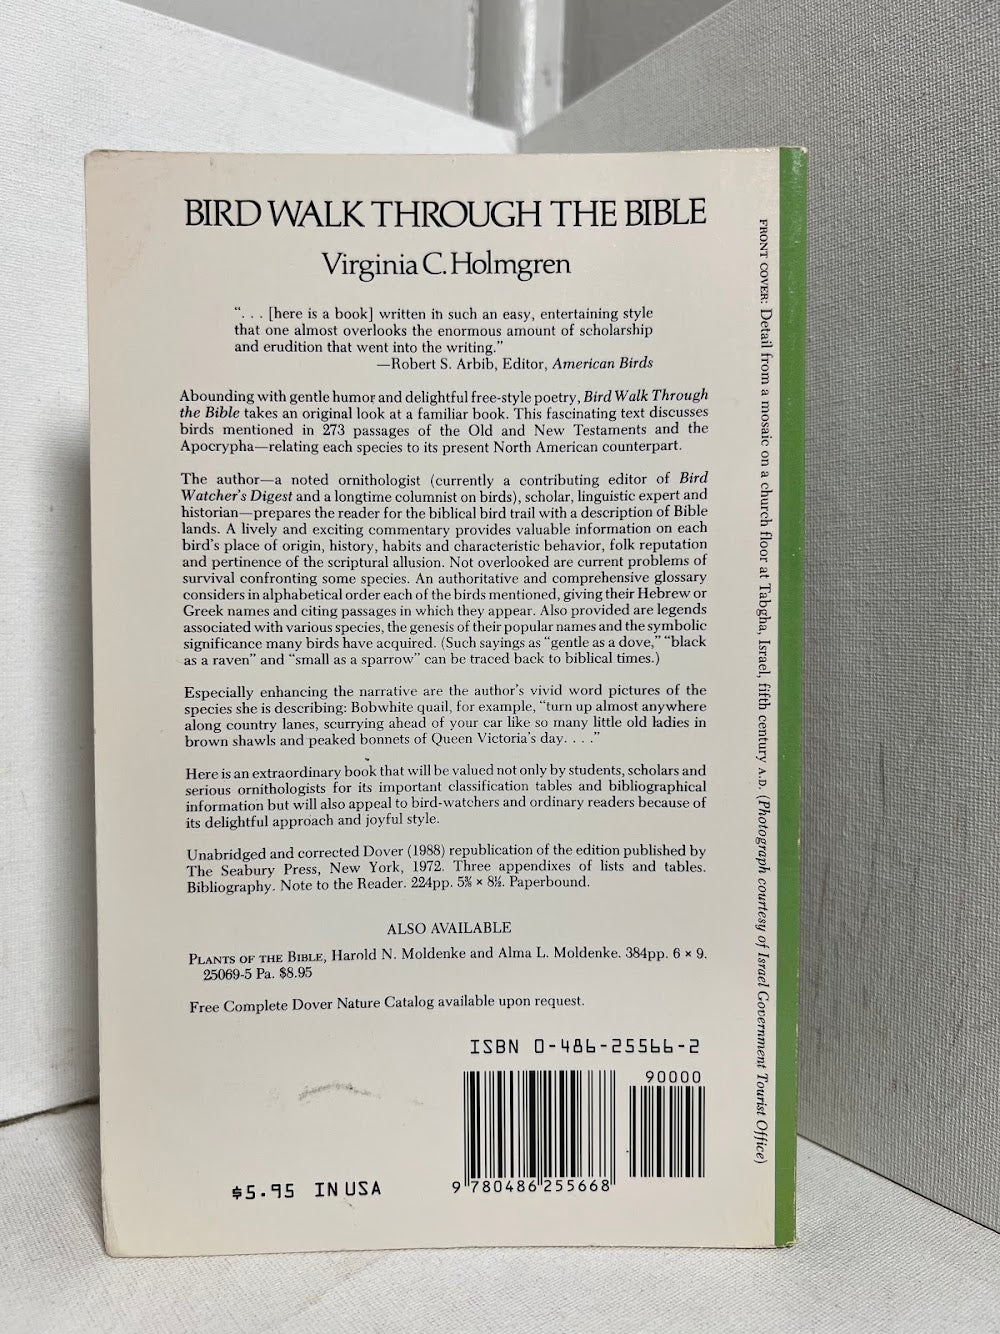 BIRD WALK THROUGH THE BIBLE
Virginia C. Holmgren
“. . . [here is a book] written in such an easy, entertaining style
that one almost overlooks the enormous amount of scholarship
and erudition that went into the writing.”
—Robert S. Arbib, Editor, American Birds
Abounding with gentle humor and delightful free-style poetry, Bird Walk Through
the Bible takes an original look at a familiar book. This fascinating text discusses
birds mentioned in 273 passages of the Old and New Testaments and the
Apocrypha—relating each species to its present North American counterpart.
The author—a noted ornithologist (currently a contributing editor of Bird
Watcher's Digest and a longtime columnist on birds), scholar, linguistic expert and
historian—prepares the reader for the biblical bird trail with a description of Bible
lands. A lively and exciting commentary provides valuable information on each
bird's place of origin, history, habits and characteristic behavior, folk reputation
and pertinence of the scriptural allusion. Not overlooked are current problems of
survival confronting some species. An authoritative and comprehensive glossary
considers in alphabetical order each of the birds mentioned, giving their Hebrew or
Greek names and citing passages in which they appear. Also provided are legends
associated with various species, the genesis of their popular names and the symbolic
significance many birds have acquired. (Such sayings as “gentle as a dove,” “black
as a raven” and “small as a sparrow” can be traced back to biblical times.)
Especially enhancing the narrative are the author's vivid word pictures of the
species she is describing: Bobwhite quail, for example, “turn up almost anywhere
along country lanes, scurrying ahead of your car like so many little old ladies in
brown shawls and peaked bonnets of Queen Victoria's day. . . .”
Here is an extraordinary book that will be valued not only by students, scholars and
serious ornithologists for its important classification tables and bibliographical
information but will also appeal to bird-watchers and ordinary readers because of
its delightful approach and joyful style.
Unabridged and corrected Dover (1988) republication of the edition published by
The Seabury Press, New York, 1972. Three appendixes of lists and tables.
Bibliography. Note to the Reader. 224pp. 5⅜ × 8½. Paperbound.
ALSO AVAILABLE
PLANTS OF THE BIBLE, Harold N. Moldenke and Alma L. Moldenke. 384pp. 6 × 9.
25069-5 Pa. $8.95
Free Complete Dover Nature Catalog available upon request.
ISBN 0-486-25566-2
90000
9 780486 255668
$5.95 IN USA
FRONT COVER: Detail from a mosaic on a church floor at Tabgha, Israel, fifth century A.D. (Photograph courtesy of Israel Government Tourist Office)